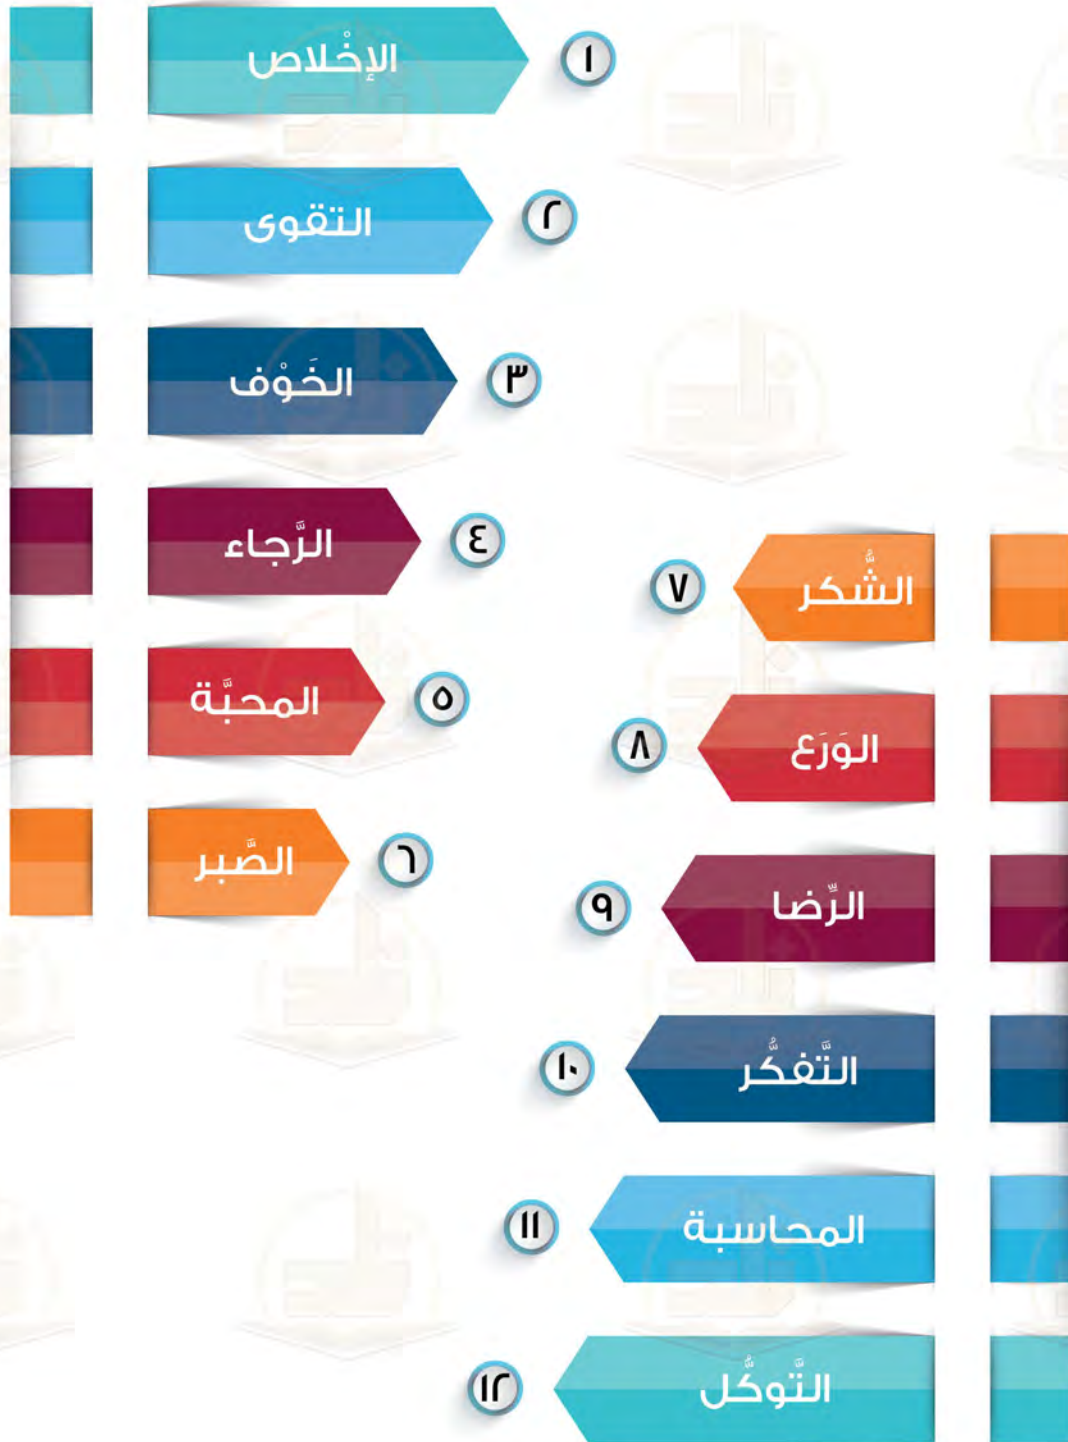 الإخْلاص
١
التقوى
٢
الخَوْف
٣
الرَّجاء
٤
المحبَّة
٥
الصَّبر
٦
الشُّكر
٧
الوَرَع
٨
الرِّضا
٩
التَّفكُّر
١٠
المحاسبة
١١
التَّوكُّل
١٢